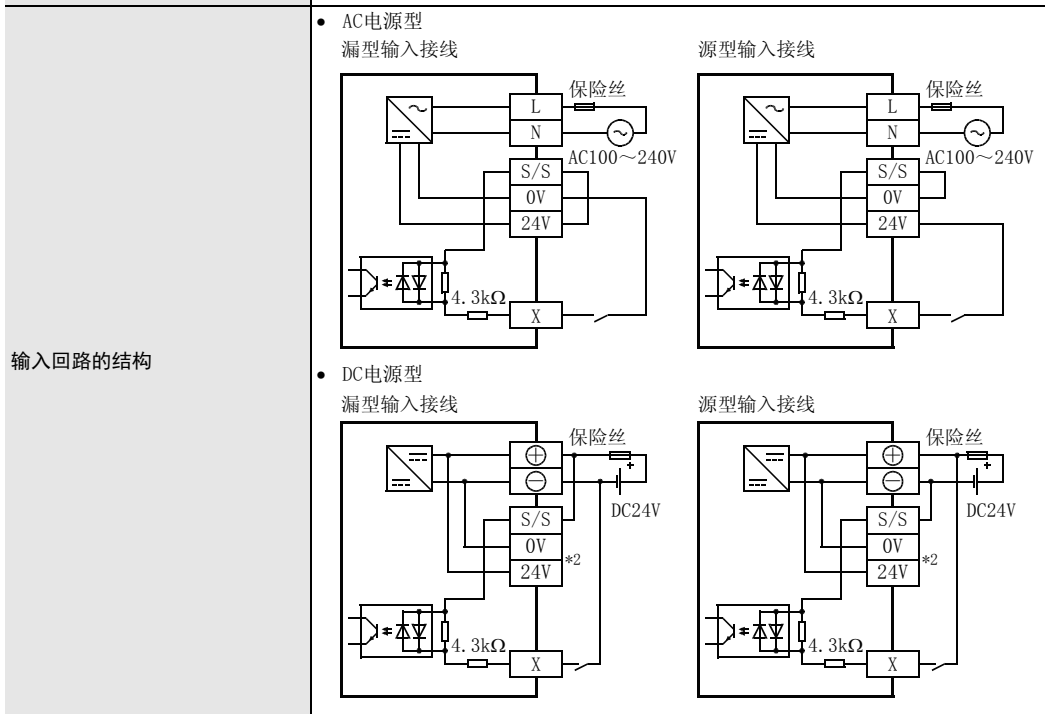 输入回路的结构
• AC电源型
漏型输入接线
保险丝
L
N
AC100～240V
S/S
0V
24V
4.3kΩ
X
源型输入接线
保险丝
L
N
AC100～240V
S/S
0V
24V
4.3kΩ
X
• DC电源型
漏型输入接线
保险丝
⊕
⊖
+
DC24V
S/S
0V
*2
24V
4.3kΩ
X
源型输入接线
保险丝
⊕
⊖
+
DC24V
S/S
0V
*2
24V
4.3kΩ
X